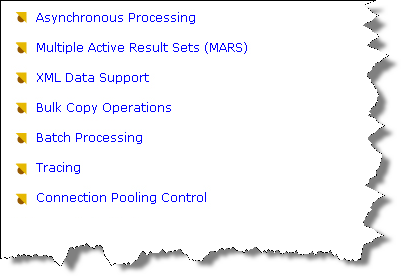 Asynchronous Processing
Multiple Active Result Sets (MARS)
XML Data Support
Bulk Copy Operations
Batch Processing
Tracing
Connection Pooling Control